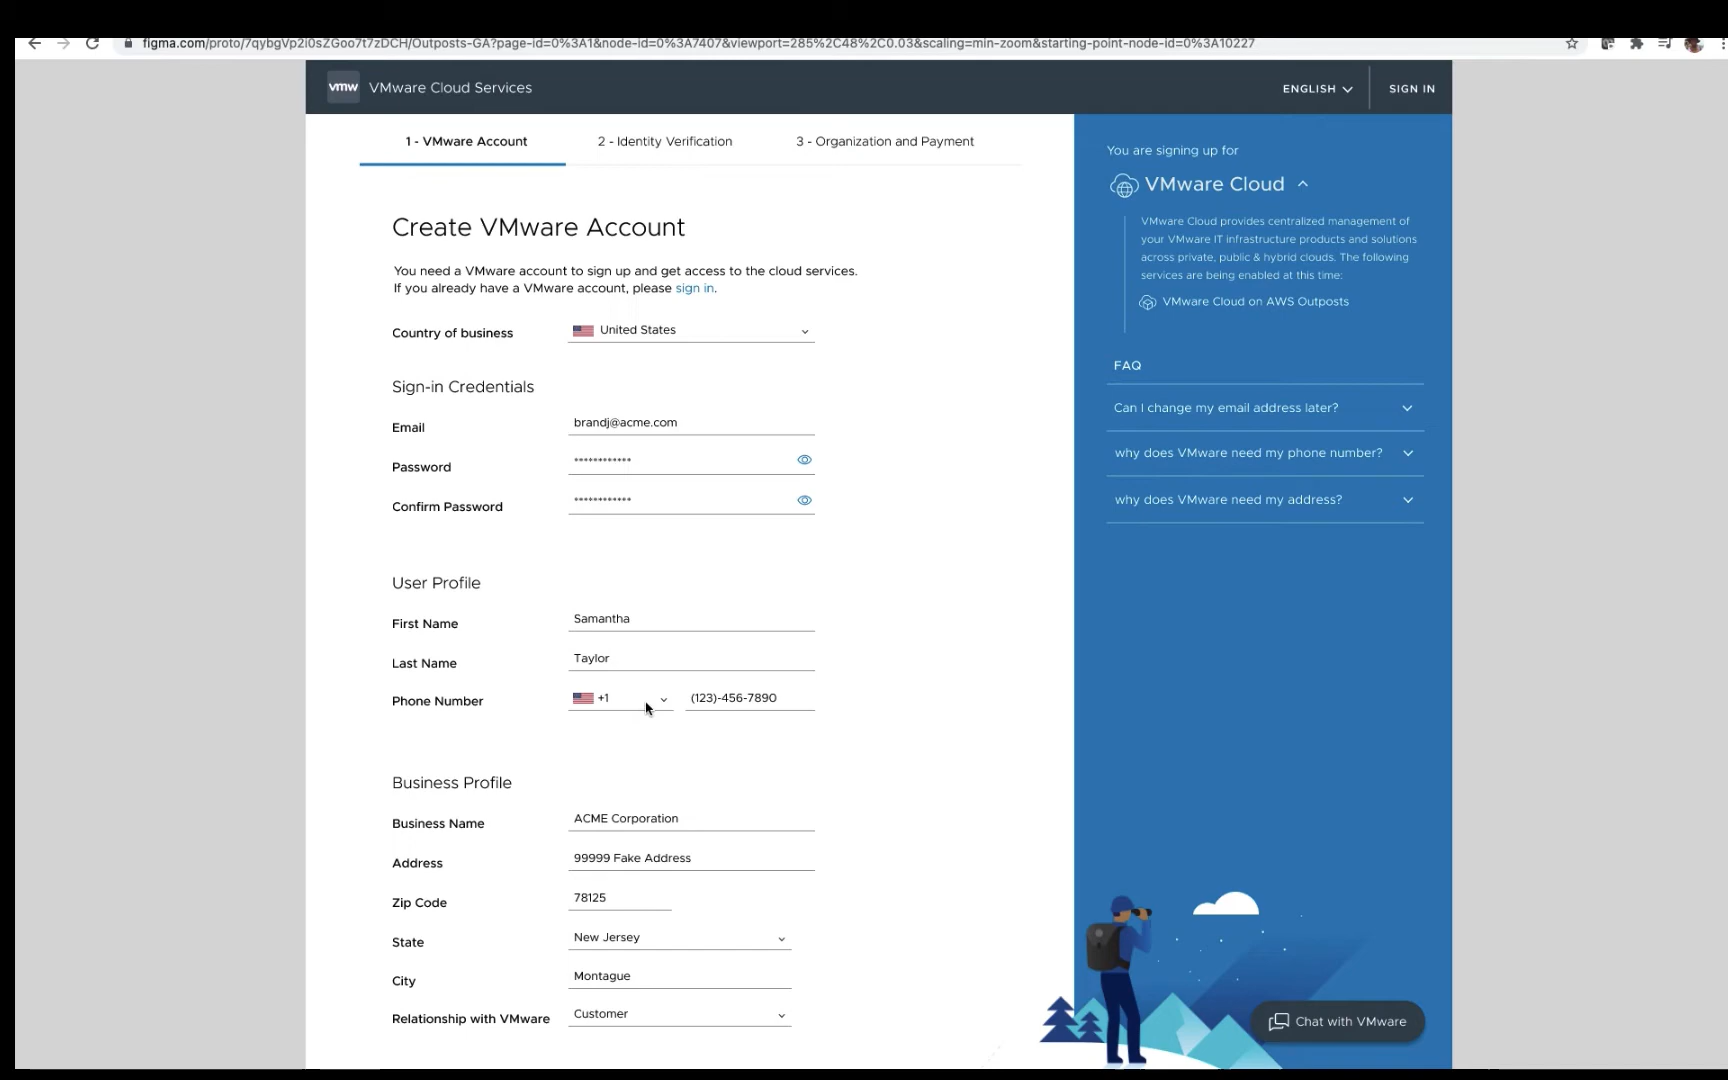 figma.com/proto/7qybgVp2i0sZGoo7t7zDCH/Outposts-GA?page-id=0%3A1&node-id=0%3A7407&viewport=285%2C48%2C0.03&scaling=min-zoom&starting-point-node-id=0%3A10227
vmw VMware Cloud Services ENGLISH SIGN IN
1 - VMware Account 2 - Identity Verification 3 - Organization and Payment
Create VMware Account
You need a VMware account to sign up and get access to the cloud services.
If you already have a VMware account, please sign in.
Country of business United States
Sign-in Credentials
Email brandj@acme.com
Password ************
Confirm Password ************
User Profile
First Name Samantha
Last Name Taylor
Phone Number +1 (123)-456-7890
Business Profile
Business Name ACME Corporation
Address 99999 Fake Address
Zip Code 78125
State New Jersey
City Montague
Relationship with VMware Customer
You are signing up for
VMware Cloud
VMware Cloud provides centralized management of
your VMware IT infrastructure products and solutions
across private, public & hybrid clouds. The following
services are being enabled at this time:
VMware Cloud on AWS Outposts
FAQ
Can I change my email address later?
why does VMware need my phone number?
why does VMware need my address?
Chat with VMware